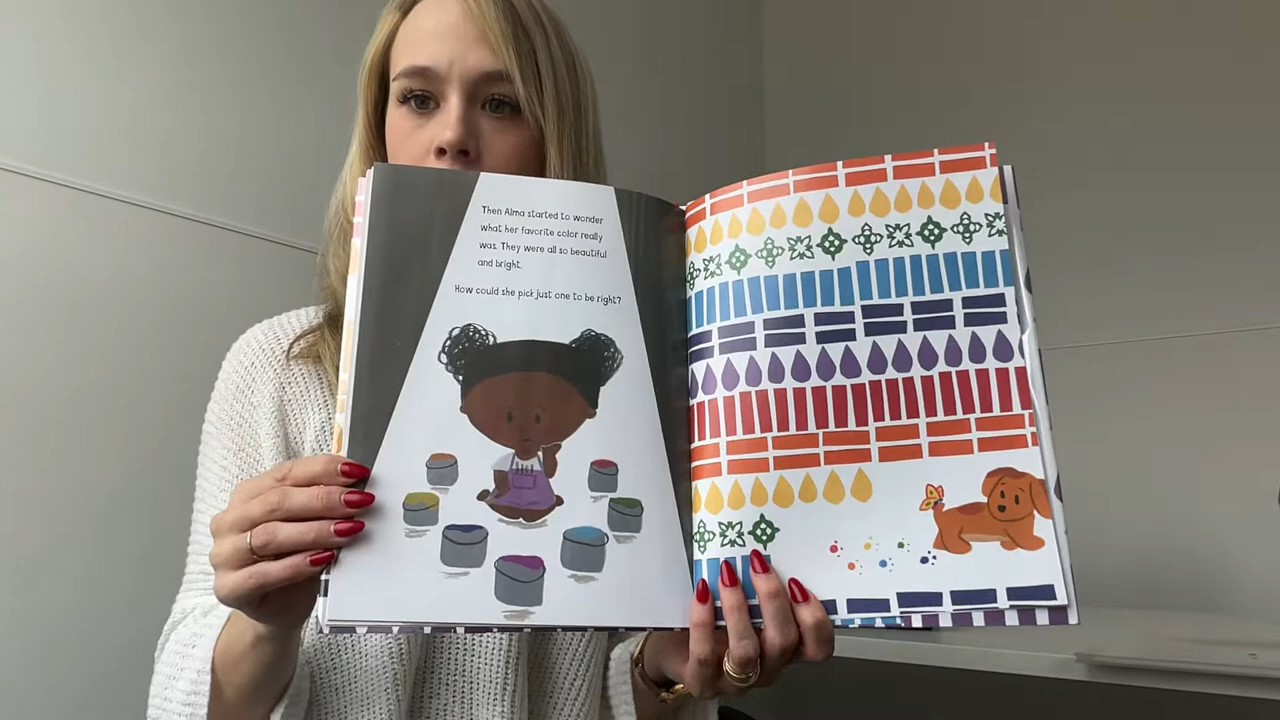 Then Alma started to wonder
what her favorite color really
was. They were all so beautiful
and bright.
How could she pick just one to be right?